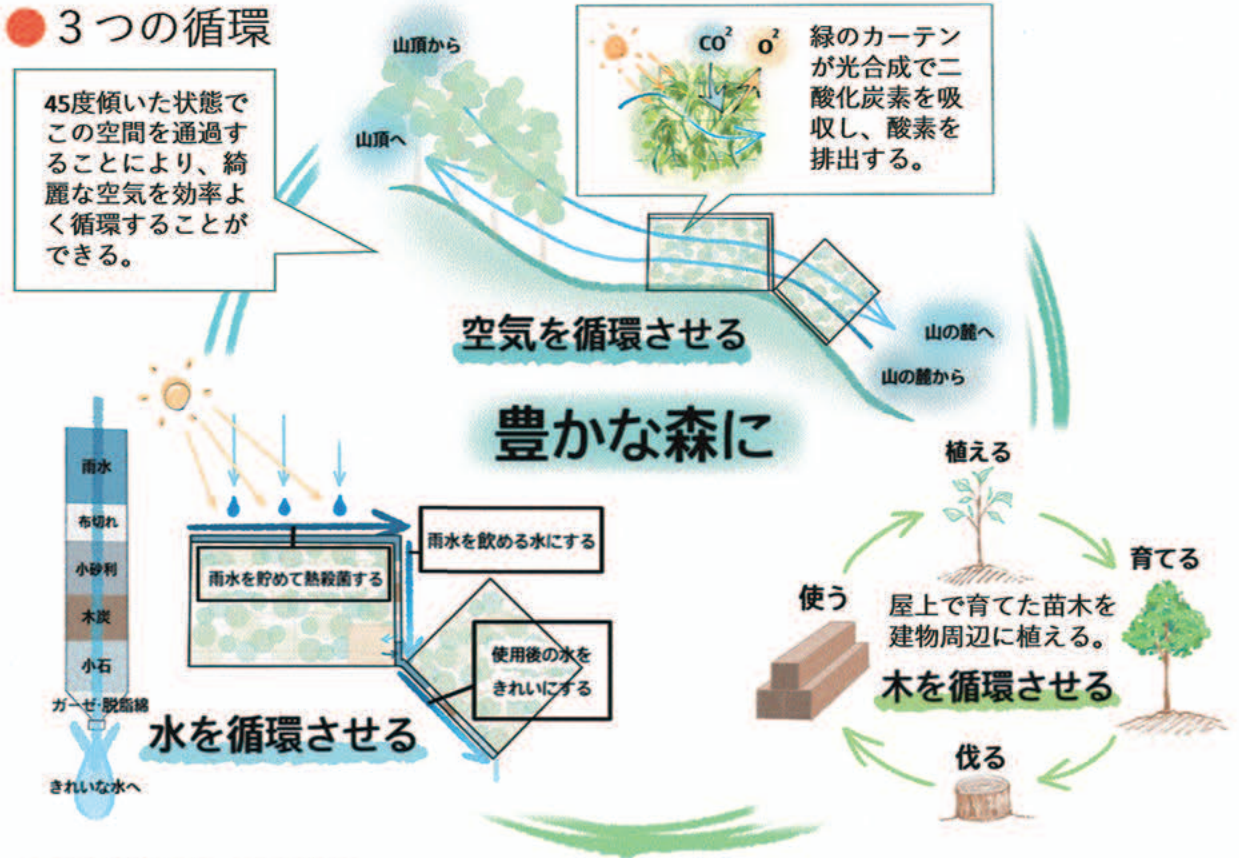 ３つの循環
45度傾いた状態で
この空間を通過す
ることにより、綺
麗な空気を効率よ
く循環することが
できる。
山頂から
山頂へ
CO²
O²
緑のカーテン
が光合成で二
酸化炭素を吸
収し、酸素を
排出する。
空気を循環させる
山の麓へ
山の麓から
豊かな森に
雨水
布切れ
小砂利
木炭
小石
ガーゼ・脱脂綿
きれいな水へ
雨水を貯めて熱殺菌する
雨水を飲める水にする
使用後の水を
きれいにする
水を循環させる
植える
育てる
使う
屋上で育てた苗木を
建物周辺に植える。
木を循環させる
伐る